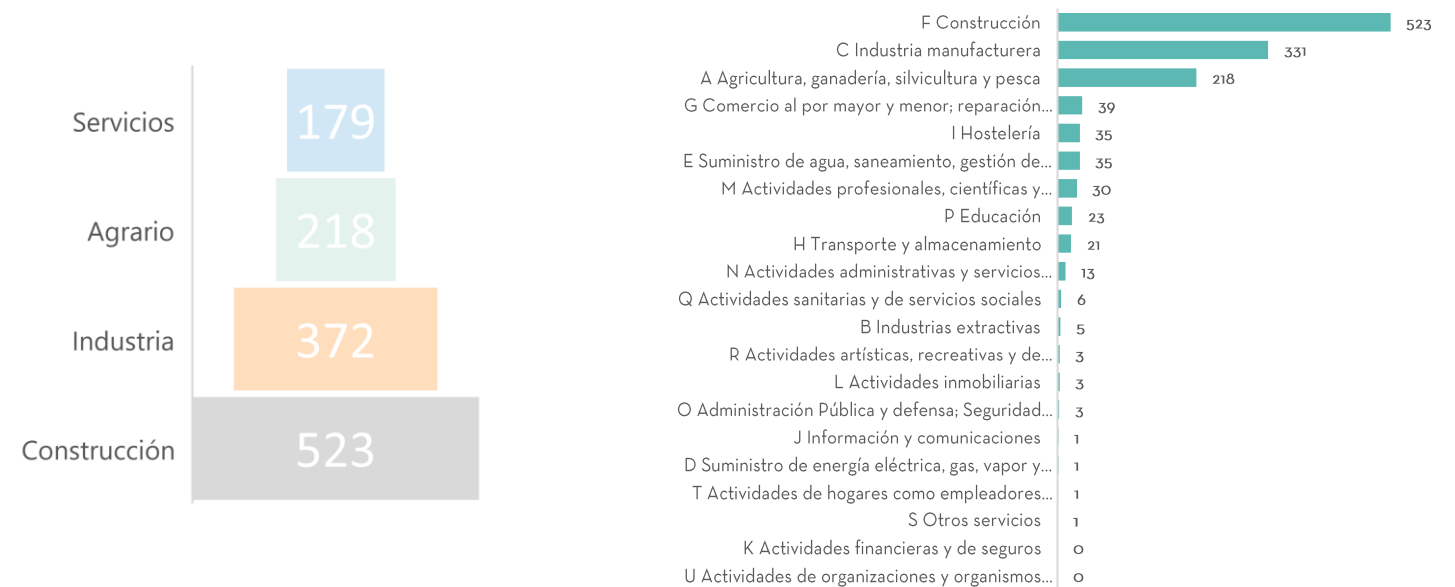 Servicios 179
Agrario 218
Industria 372
Construcción 523
F Construcción 523
C Industria manufacturera 331
A Agricultura, ganadería, silvicultura y pesca 218
G Comercio al por mayor y menor; reparación... 39
I Hostelería 35
E Suministro de agua, saneamiento, gestión de... 35
M Actividades profesionales, científicas y... 30
P Educación 23
H Transporte y almacenamiento 21
N Actividades administrativas y servicios... 13
Q Actividades sanitarias y de servicios sociales 6
B Industrias extractivas 5
R Actividades artísticas, recreativas y de... 3
L Actividades inmobiliarias 3
O Administración Pública y defensa; Seguridad... 3
J Información y comunicaciones 1
D Suministro de energía eléctrica, gas, vapor y... 1
T Actividades de hogares como empleadores... 1
S Otros servicios 1
K Actividades financieras y de seguros 0
U Actividades de organizaciones y organismos... 0